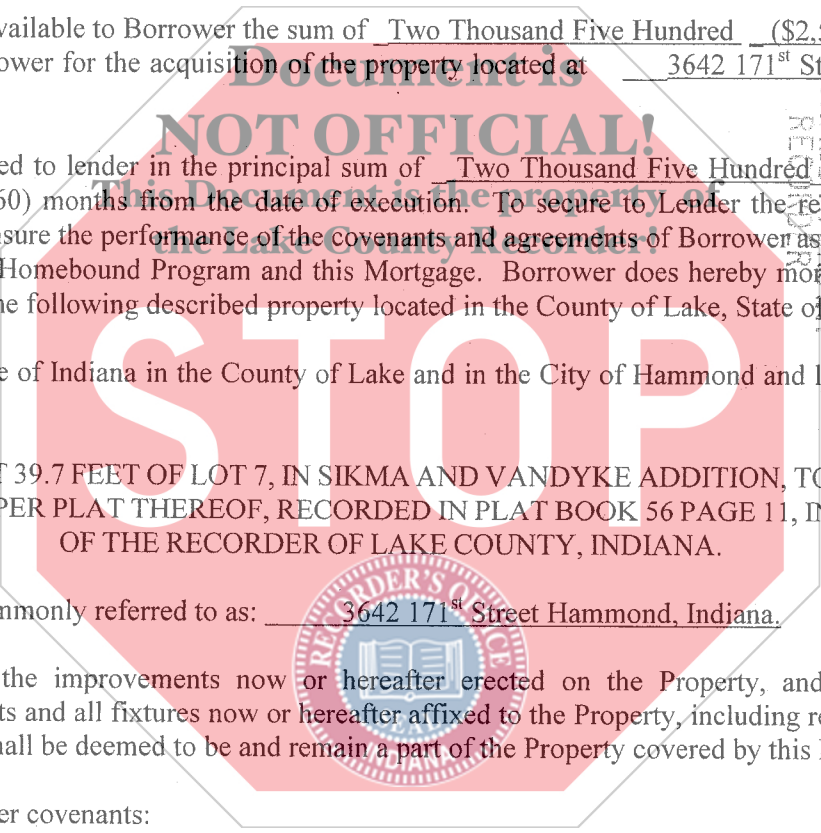 vailable to Borrower the sum of Two Thousand Five Hundred ($2,
ower for the acquisition of the property located at 3642 171st St
Document is
NOT OFFICIAL!
This Document is the property of
the Lake County Recorder!
ed to lender in the principal sum of Two Thousand Five Hundred
60) months from the date of execution. To secure to Lender the re
sure the performance of the covenants and agreements of Borrower as
Homebound Program and this Mortgage. Borrower does hereby mor
he following described property located in the County of Lake, State of
e of Indiana in the County of Lake and in the City of Hammond and
STOP
T 39.7 FEET OF LOT 7, IN SIKMA AND VANDYKE ADDITION, TO
PER PLAT THEREOF, RECORDED IN PLAT BOOK 56 PAGE 11, IN
OF THE RECORDER OF LAKE COUNTY, INDIANA.
mmonly referred to as: 3642 171st Street Hammond, Indiana.
RECORDER'S OFFICE
SEAL
INDIANA
the improvements now or hereafter erected on the Property, and
ts and all fixtures now or hereafter affixed to the Property, including re
hall be deemed to be and remain a part of the Property covered by this
er covenants: